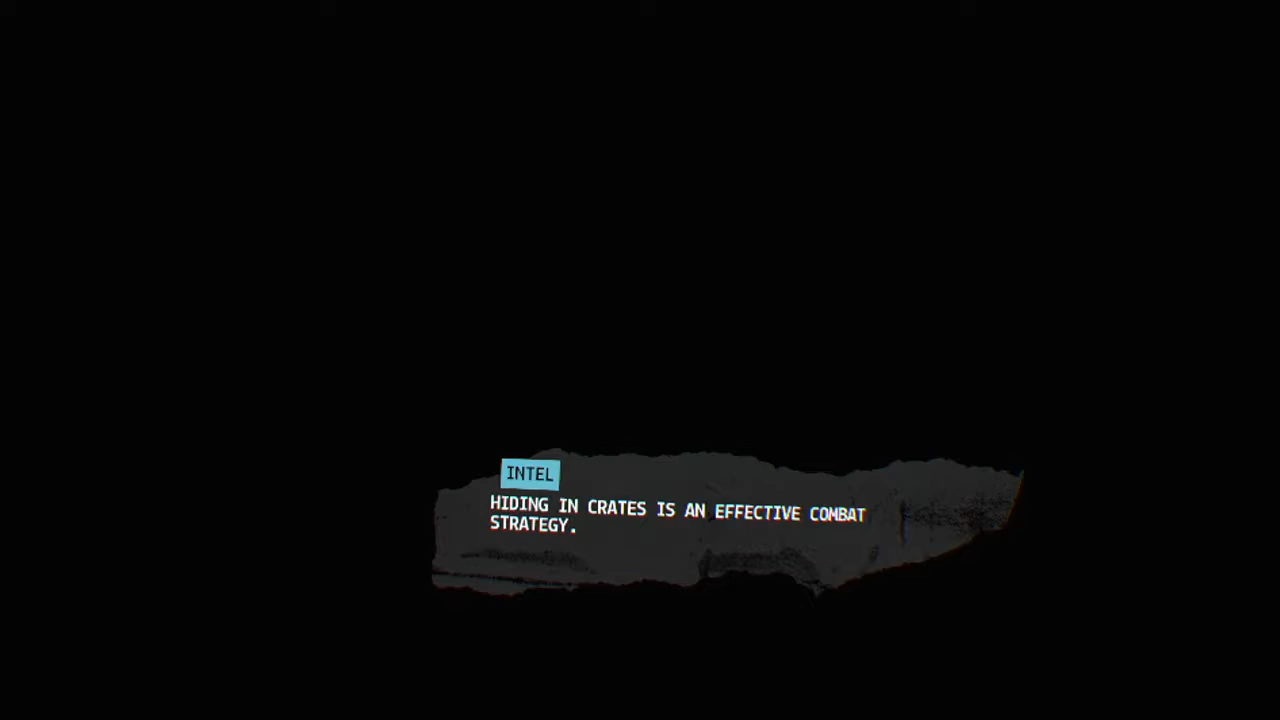 INTEL
HIDING IN CRATES IS AN EFFECTIVE COMBAT
STRATEGY.